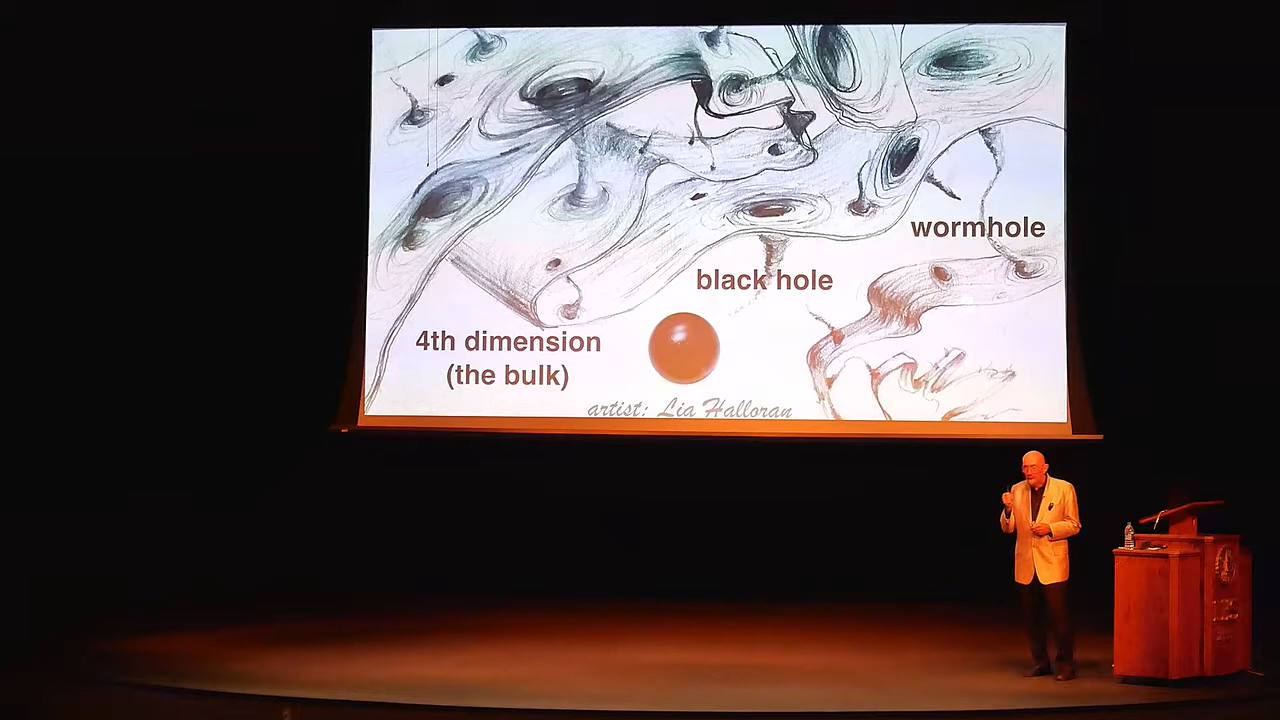 wormhole
black hole
4th dimension
(the bulk)
artist: Lia Halloran